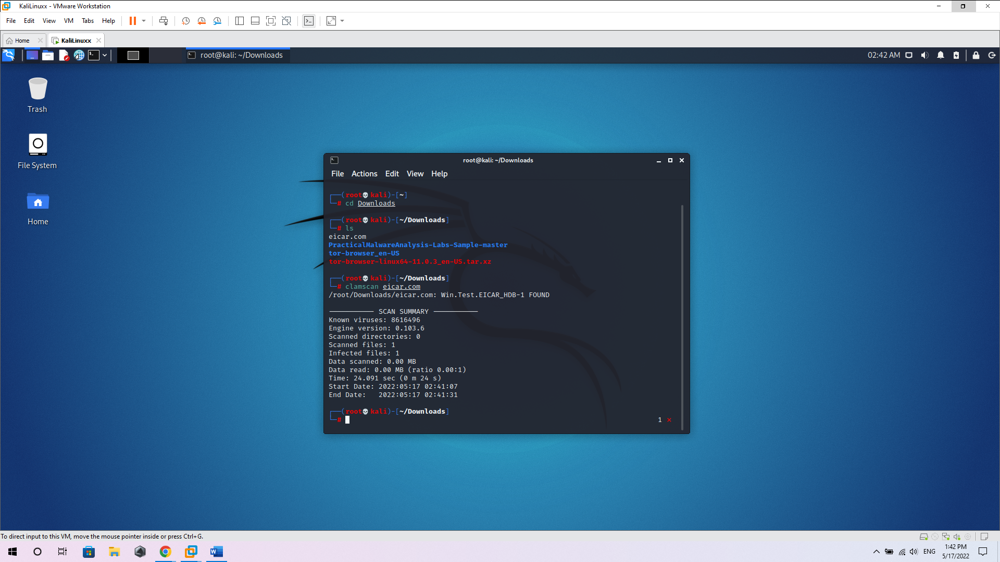 KaliLinuxx - VMware Workstation
File Edit View VM Tabs Help
Home KaliLinuxx
root@kali: ~/Downloads 02:42 AM
Trash
File System
Home
root@kali: ~/Downloads
File Actions Edit View Help
┌──(root💀kali)-[~]
└─# cd Downloads
┌──(root💀kali)-[~/Downloads]
└─# ls
eicar.com
PracticalMalwareAnalysis-Labs-Sample-master
tor-browser_en-US
tor-browser-linux64-11.0.3_en-US.tar.xz
┌──(root💀kali)-[~/Downloads]
└─# clamscan eicar.com
/root/Downloads/eicar.com: Win.Test.EICAR_HDB-1 FOUND
─────────── SCAN SUMMARY ───────────
Known viruses: 8616496
Engine version: 0.103.6
Scanned directories: 0
Scanned files: 1
Infected files: 1
Data scanned: 0.00 MB
Data read: 0.00 MB (ratio 0.00:1)
Time: 24.091 sec (0 m 24 s)
Start Date: 2022:05:17 02:41:07
End Date:   2022:05:17 02:41:31
┌──(root💀kali)-[~/Downloads]
└─# 1 ⨯
To direct input to this VM, move the mouse pointer inside or press Ctrl+G.
ENG 1:42 PM
5/17/2022